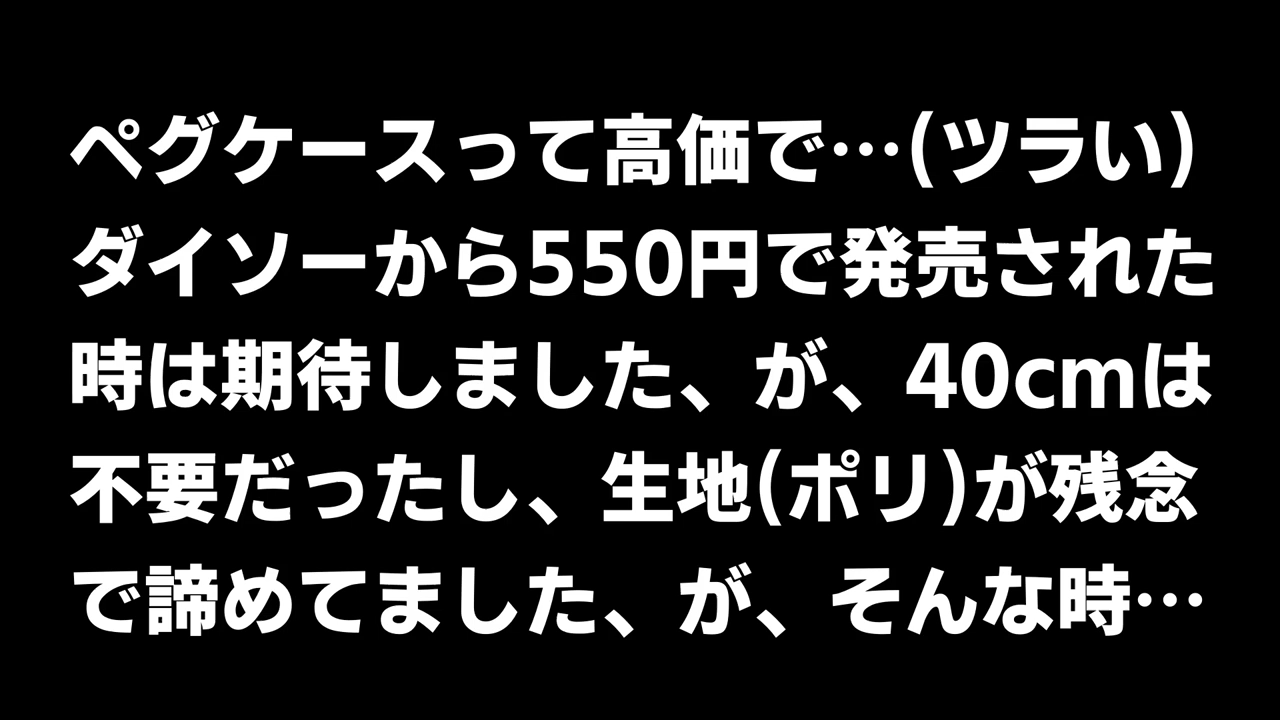 ペグケースって高価で…(ツラい)
ダイソーから550円で発売された
時は期待しました、が、40cmは
不要だったし、生地(ポリ)が残念
で諦めてました、が、そんな時…